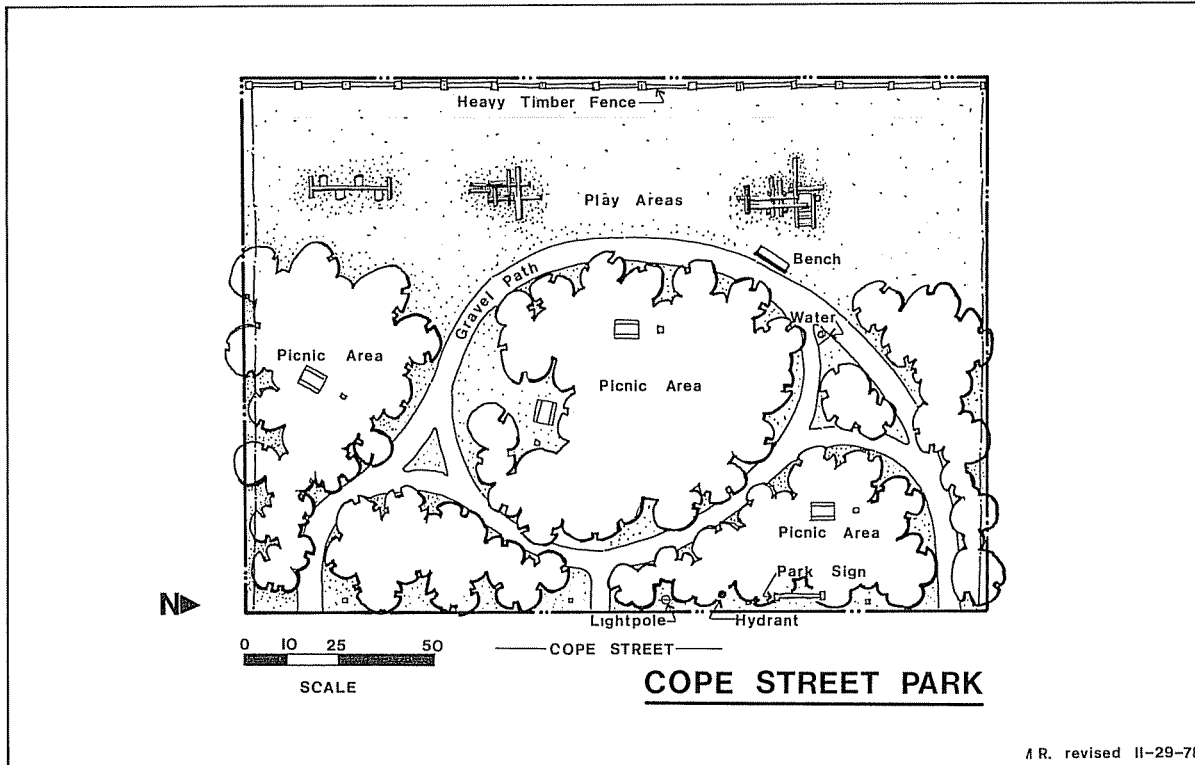 Heavy Timber Fence
Play Areas
Bench
Gravel Path
Water
Picnic Area
Picnic Area
Picnic Area
Park Sign
N
Lightpole
Hydrant
0 10 25 50
COPE STREET
SCALE
COPE STREET PARK
R. revised 11-29-78